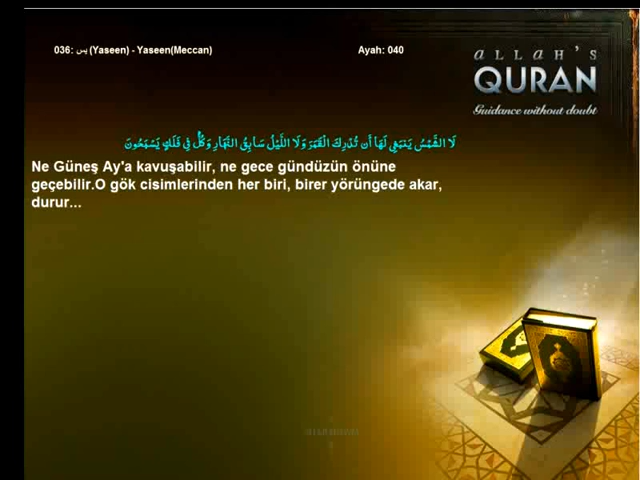 036: يس (Yaseen) - Yaseen(Meccan)
Ayah: 040
ALLAH'S
QURAN
Guidance without doubt
لَا الشَّمْسُ يَنبَغِي لَهَا أَن تُدْرِكَ الْقَمَرَ وَلَا اللَّيْلُ سَابِقُ النَّهَارِ وَكُلٌّ فِي فَلَكٍ يَسْبَحُونَ
Ne Güneş Ay'a kavuşabilir, ne gece gündüzün önüne
geçebilir.O gök cisimlerinden her biri, birer yörüngede akar,
durur...